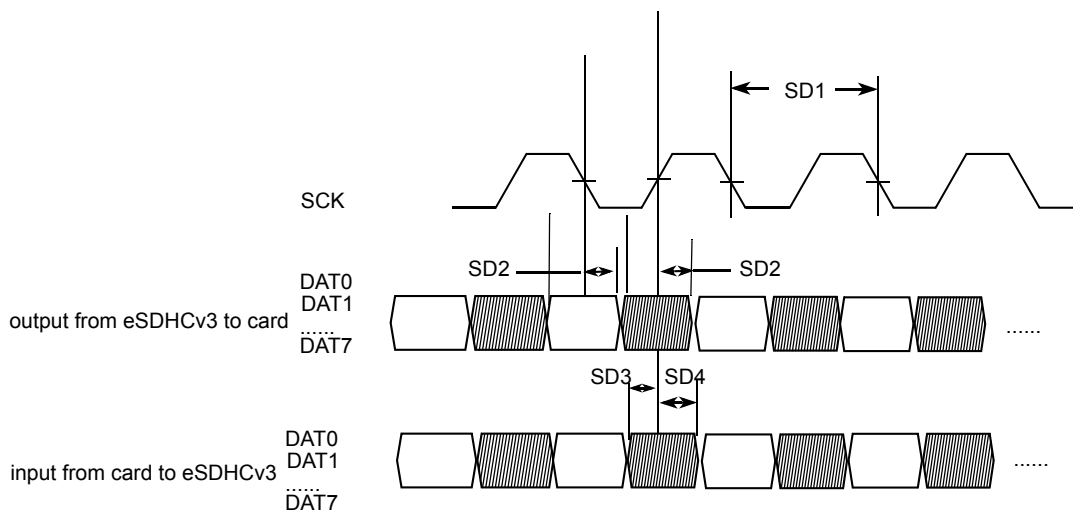 SD1
SCK
SD2
SD2
DAT0
DAT1
output from eSDHCv3 to card
......
......
DAT7
SD3
SD4
DAT0
DAT1
input from card to eSDHCv3
......
......
DAT7